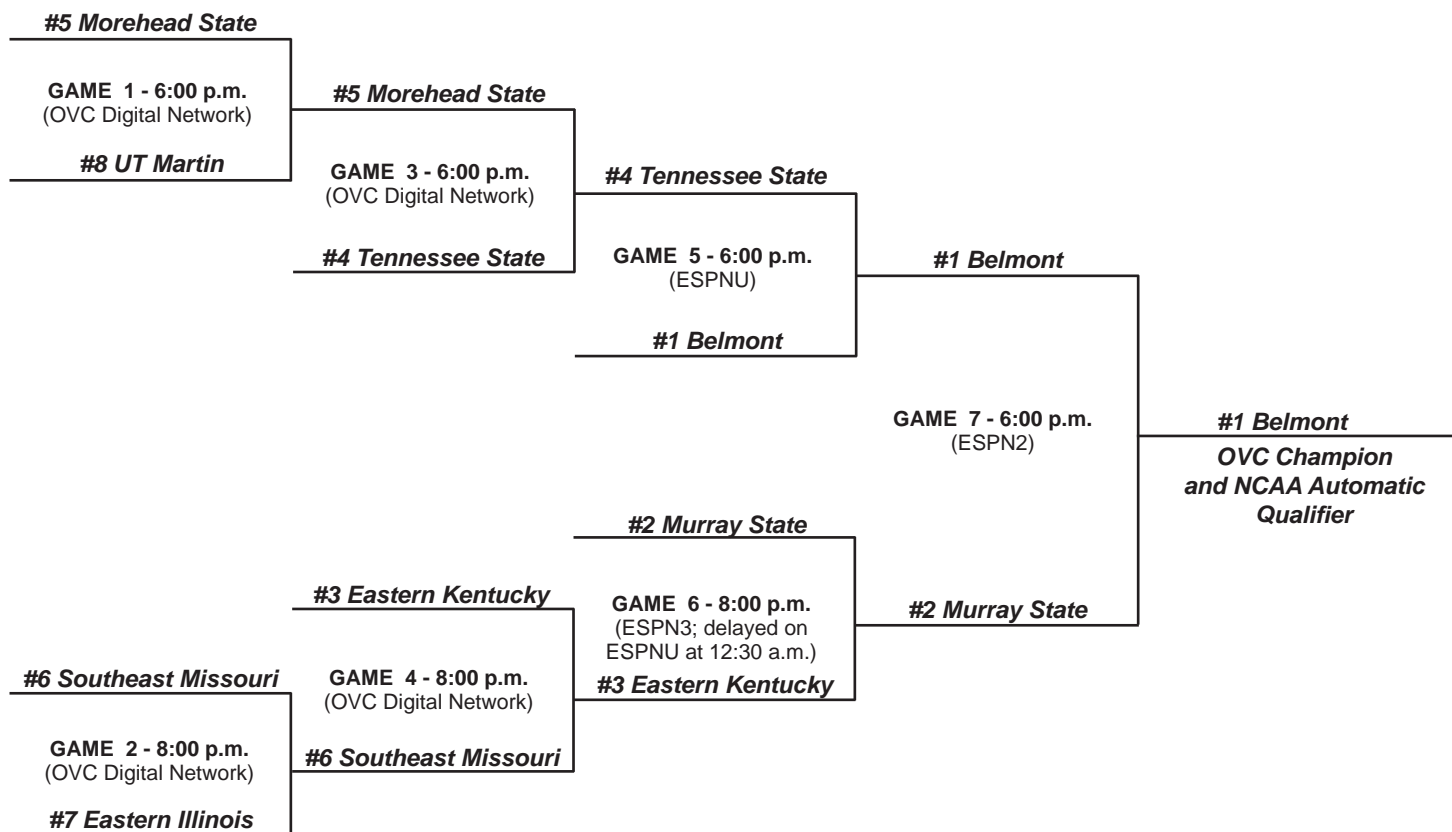 #5 Morehead State
GAME 1 - 6:00 p.m.
(OVC Digital Network)
#8 UT Martin
#5 Morehead State
GAME 3 - 6:00 p.m.
(OVC Digital Network)
#4 Tennessee State
#4 Tennessee State
GAME 5 - 6:00 p.m.
(ESPNU)
#1 Belmont
#1 Belmont
GAME 7 - 6:00 p.m.
(ESPN2)
#1 Belmont
OVC Champion
and NCAA Automatic
Qualifier
#2 Murray State
GAME 6 - 8:00 p.m.
(ESPN3; delayed on
ESPNU at 12:30 a.m.)
#3 Eastern Kentucky
#2 Murray State
#3 Eastern Kentucky
GAME 4 - 8:00 p.m.
(OVC Digital Network)
#6 Southeast Missouri
#6 Southeast Missouri
GAME 2 - 8:00 p.m.
(OVC Digital Network)
#7 Eastern Illinois